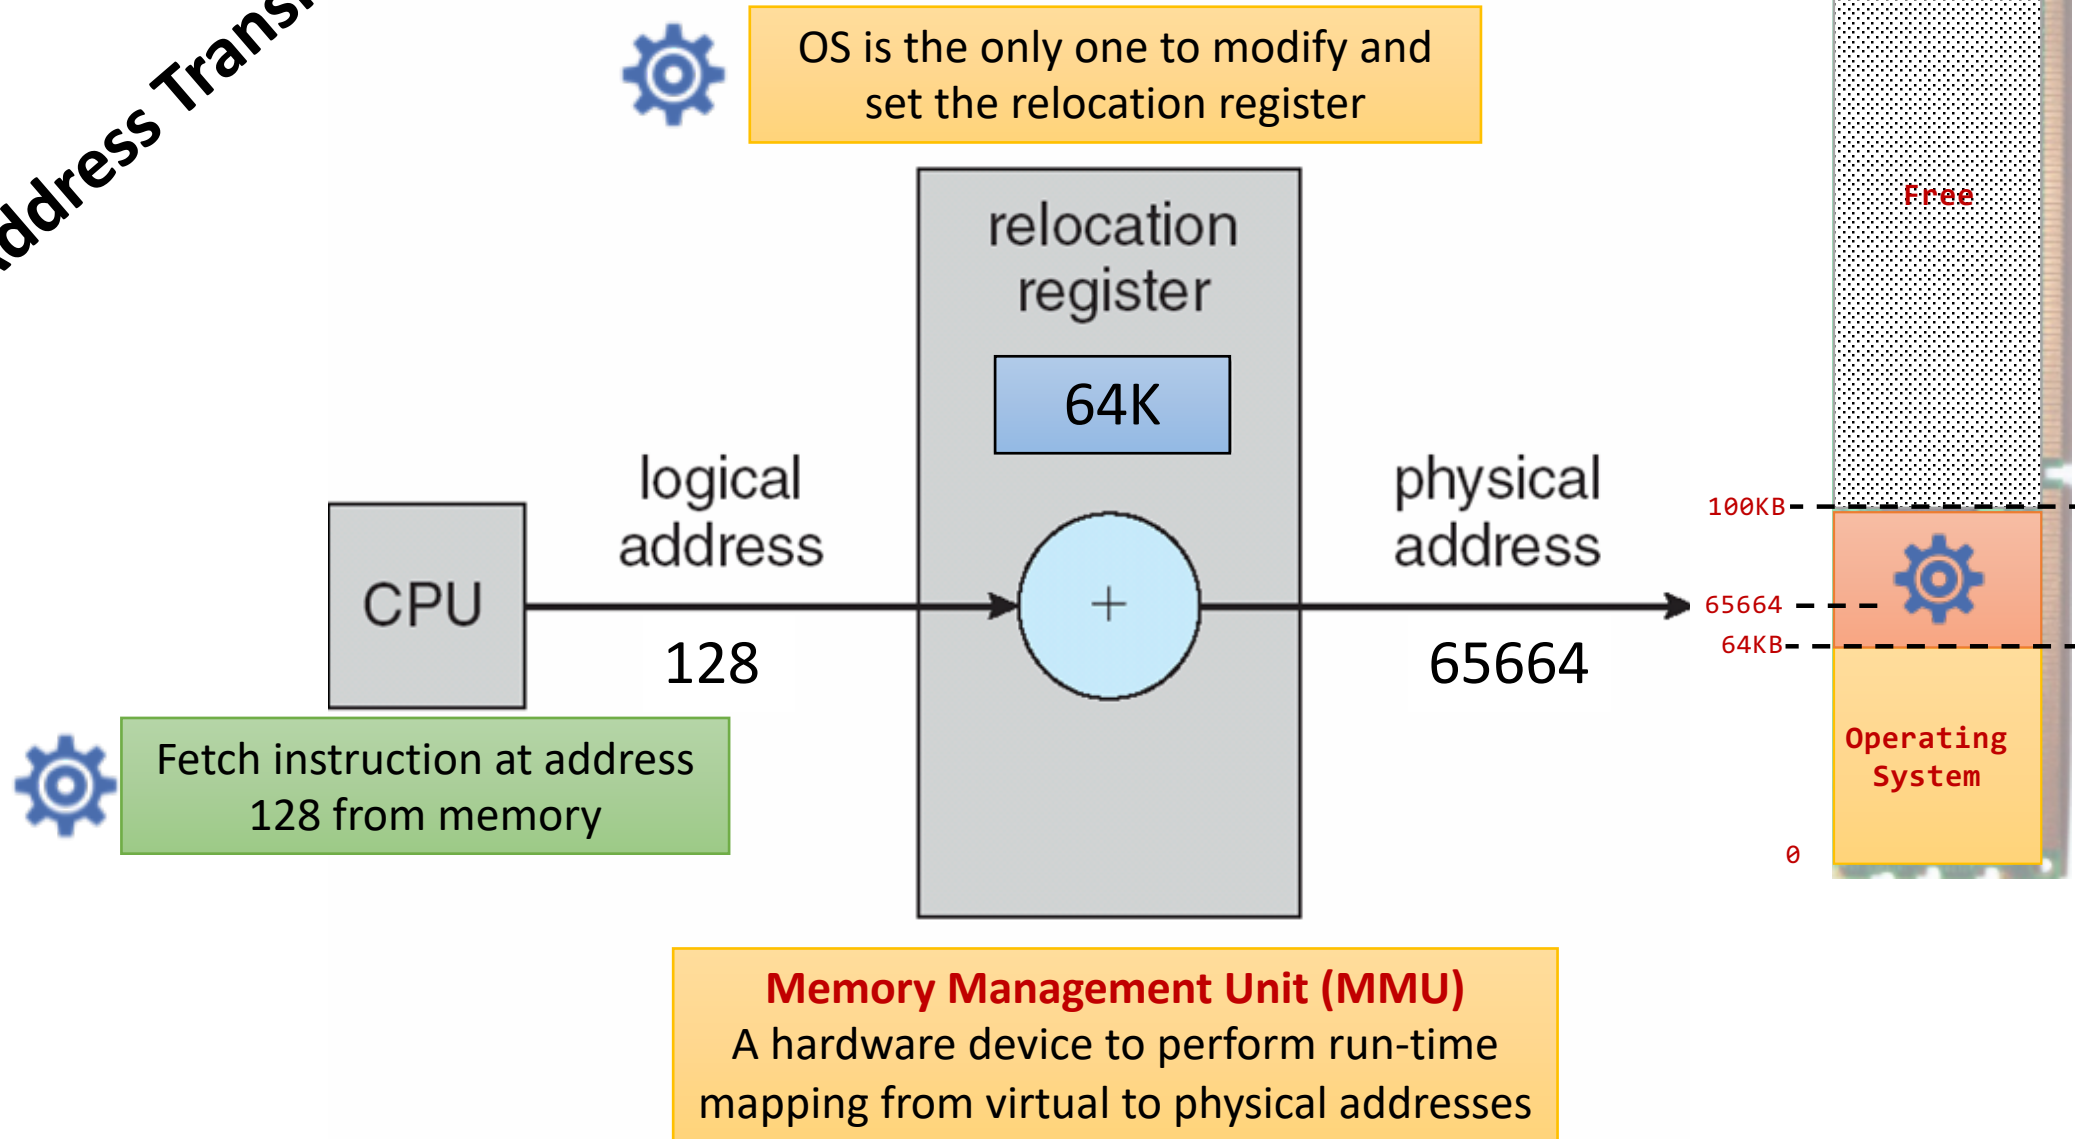 ddress Trans
OS is the only one to modify and
set the relocation register
relocation
register
64K
logical
address
physical
address
CPU
128
65664
Fetch instruction at address
128 from memory
Memory Management Unit (MMU)
A hardware device to perform run-time
mapping from virtual to physical addresses
Free
100KB
65664
64KB
Operating
System
0